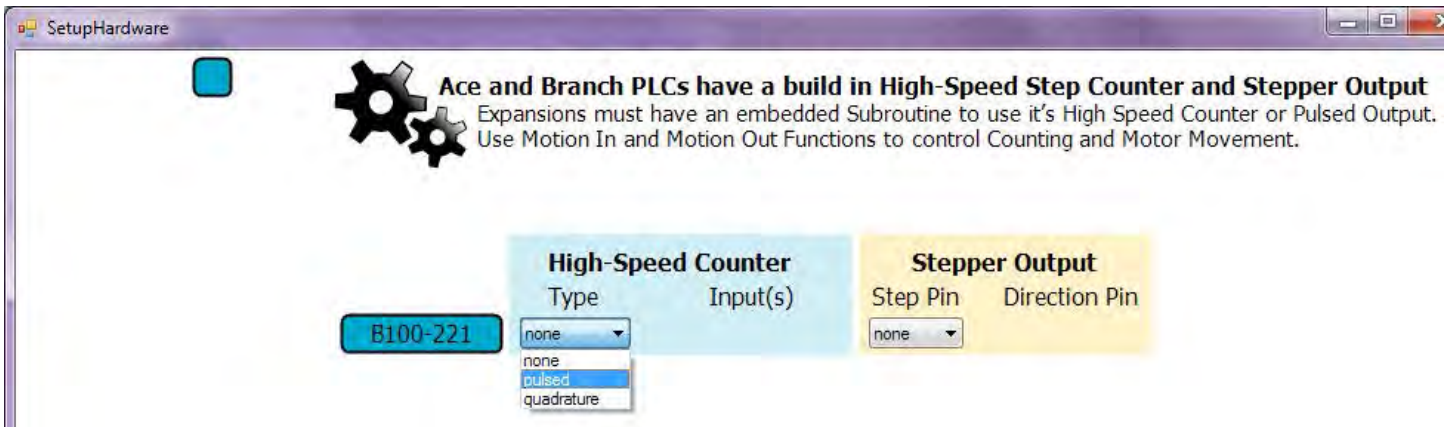 SetupHardware
Ace and Branch PLCs have a build in High-Speed Step Counter and Stepper Output
Expansions must have an embedded Subroutine to use it's High Speed Counter or Pulsed Output.
Use Motion In and Motion Out Functions to control Counting and Motor Movement.
High-Speed Counter
Stepper Output
Type
Input(s)
Step Pin
Direction Pin
B100-221
none
none
none
pulsed
quadrature